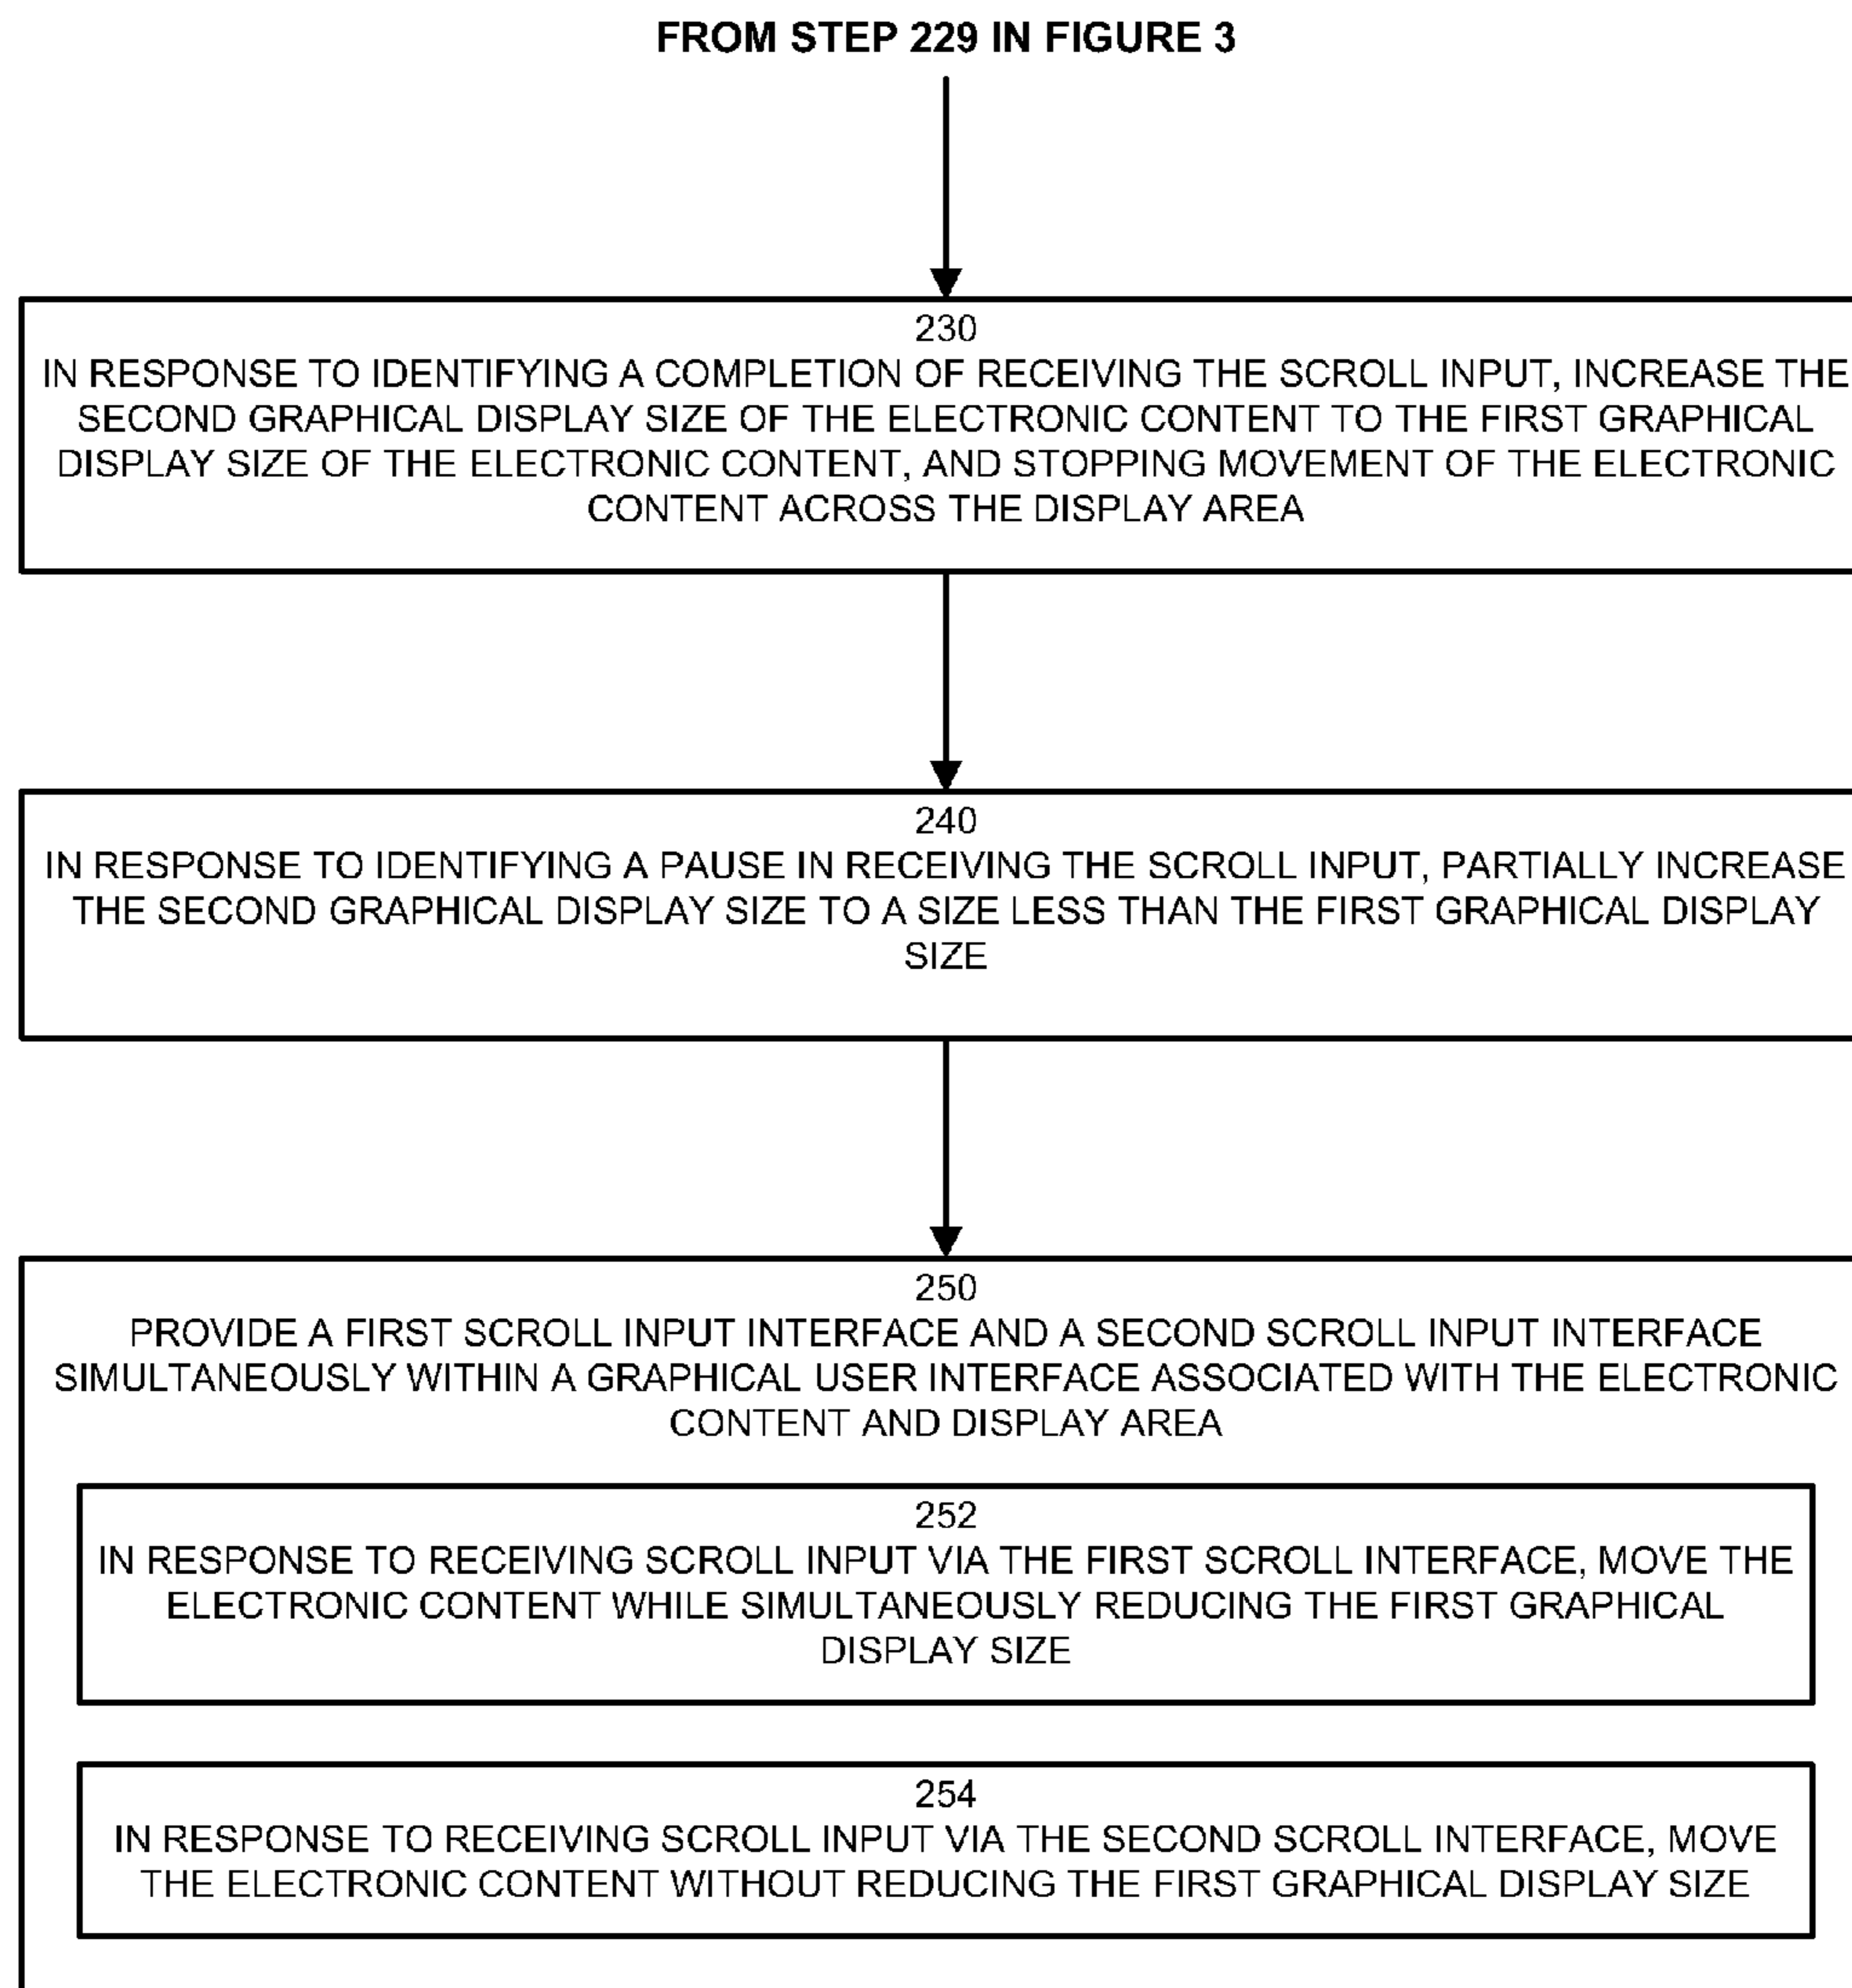 FROM STEP 229 IN FIGURE 3
230
IN RESPONSE TO IDENTIFYING A COMPLETION OF RECEIVING THE SCROLL INPUT, INCREASE THE
SECOND GRAPHICAL DISPLAY SIZE OF THE ELECTRONIC CONTENT TO THE FIRST GRAPHICAL
DISPLAY SIZE OF THE ELECTRONIC CONTENT, AND STOPPING MOVEMENT OF THE ELECTRONIC
CONTENT ACROSS THE DISPLAY AREA
240
IN RESPONSE TO IDENTIFYING A PAUSE IN RECEIVING THE SCROLL INPUT, PARTIALLY INCREASE
THE SECOND GRAPHICAL DISPLAY SIZE TO A SIZE LESS THAN THE FIRST GRAPHICAL DISPLAY
SIZE
250
PROVIDE A FIRST SCROLL INPUT INTERFACE AND A SECOND SCROLL INPUT INTERFACE
SIMULTANEOUSLY WITHIN A GRAPHICAL USER INTERFACE ASSOCIATED WITH THE ELECTRONIC
CONTENT AND DISPLAY AREA
252
IN RESPONSE TO RECEIVING SCROLL INPUT VIA THE FIRST SCROLL INTERFACE, MOVE THE
ELECTRONIC CONTENT WHILE SIMULTANEOUSLY REDUCING THE FIRST GRAPHICAL
DISPLAY SIZE
254
IN RESPONSE TO RECEIVING SCROLL INPUT VIA THE SECOND SCROLL INTERFACE, MOVE
THE ELECTRONIC CONTENT WITHOUT REDUCING THE FIRST GRAPHICAL DISPLAY SIZE